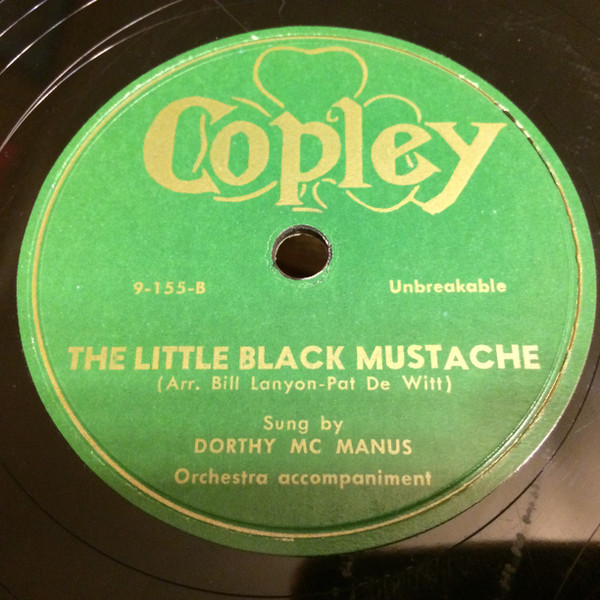 Copley
9-155-B Unbreakable
THE LITTLE BLACK MUSTACHE
(Arr. Bill Lanyon-Pat De Witt)
Sung by
DORTHY MC MANUS
Orchestra accompaniment